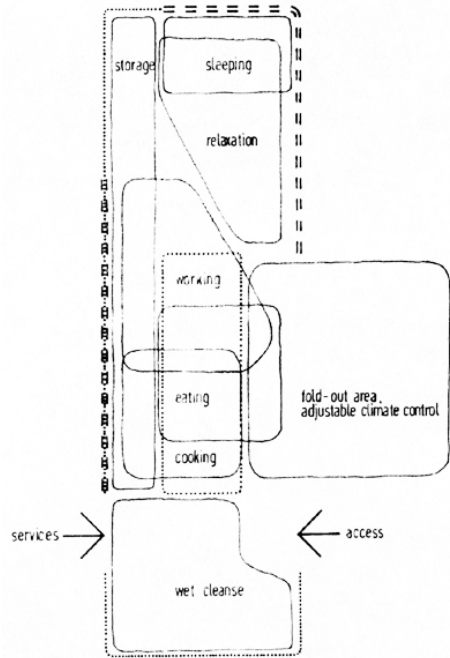 storage
sleeping
relaxation
working
eating
fold-out area,
adjustable climate control
cooking
services
access
wet cleanse